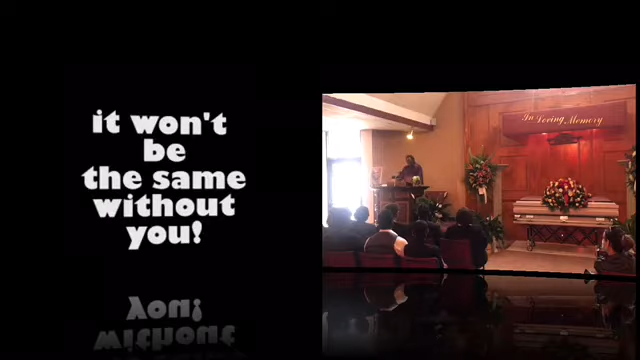 it won't
be
the same
without
you!
In Loving Memory